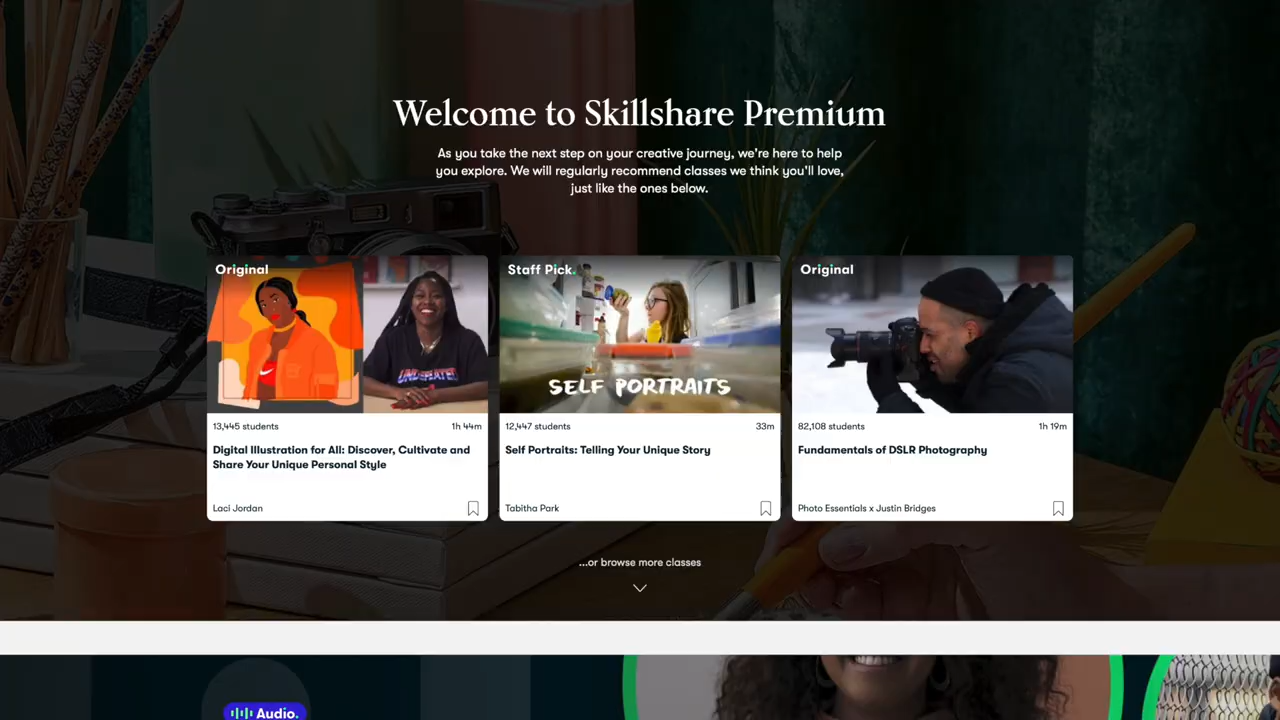 Welcome to Skillshare Premium
As you take the next step on your creative journey, we're here to help
you explore. We will regularly recommend classes we think you'll love,
just like the ones below.
Original
Staff Pick.
Original
UNDEFEATED
SELF PORTRAITS
13,445 students
1h 44m
12,447 students
33m
82,108 students
1h 19m
Digital Illustration for All: Discover, Cultivate and
Share Your Unique Personal Style
Self Portraits: Telling Your Unique Story
Fundamentals of DSLR Photography
Laci Jordan
Tabitha Park
Photo Essentials x Justin Bridges
...or browse more classes
Audio.